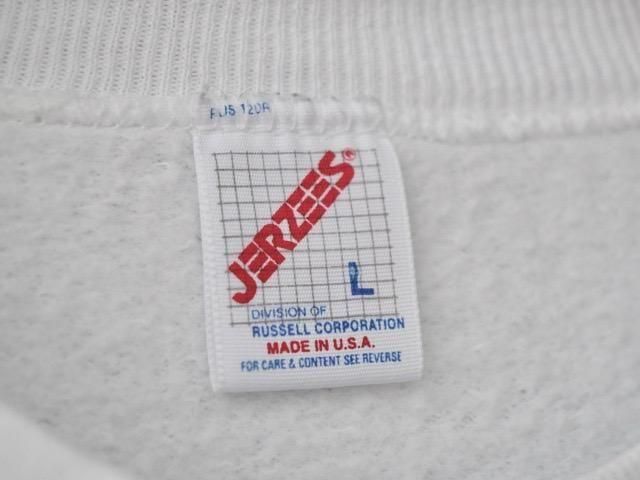 JERZEES®
L
DIVISION OF
RUSSELL CORPORATION
MADE IN U.S.A.
FOR CARE & CONTENT SEE REVERSE